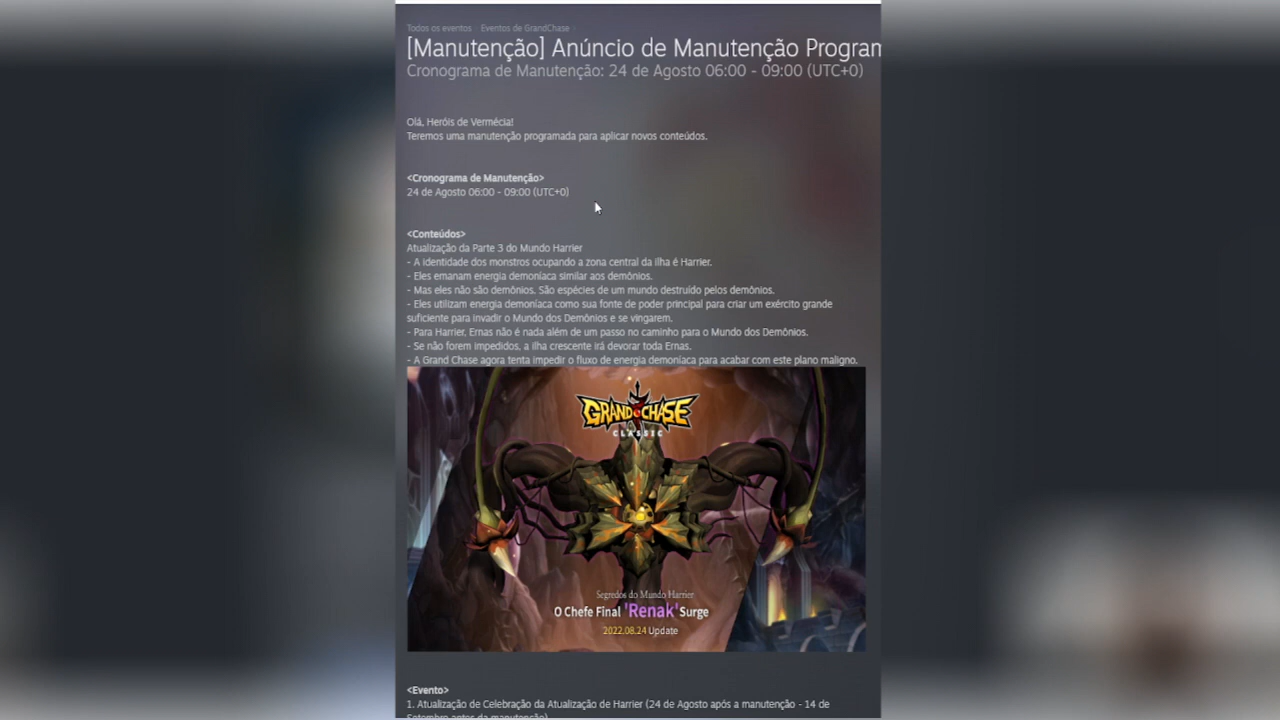 Todos os eventos Eventos de GrandChase
[Manutenção] Anúncio de Manutenção Program
Cronograma de Manutenção: 24 de Agosto 06:00 - 09:00 (UTC+0)
Olá, Heróis de Vermécia!
Teremos uma manutenção programada para aplicar novos conteúdos.
<Cronograma de Manutenção>
24 de Agosto 06:00 - 09:00 (UTC+0)
<Conteúdos>
Atualização da Parte 3 do Mundo Harrier
- A identidade dos monstros ocupando a zona central da ilha é Harrier.
- Eles emanam energia demoníaca similar aos demônios.
- Mas eles não são demônios. São espécies de um mundo destruído pelos demônios.
- Eles utilizam energia demoníaca como sua fonte de poder principal para criar um exército grande
suficiente para invadir o Mundo dos Demônios e se vingarem.
- Para Harrier, Ernas não é nada além de um passo no caminho para o Mundo dos Demônios.
- Se não forem impedidos, a ilha crescente irá devorar toda Ernas.
- A Grand Chase agora tenta impedir o fluxo de energia demoníaca para acabar com este plano maligno.
GRAND CHASE
CLASSIC
Segredos do Mundo Harrier
O Chefe Final 'Renak' Surge
2022.08.24 Update
<Evento>
1. Atualização de Celebração da Atualização de Harrier (24 de Agosto após a manutenção - 14 de
Setembro antes da manutenção)